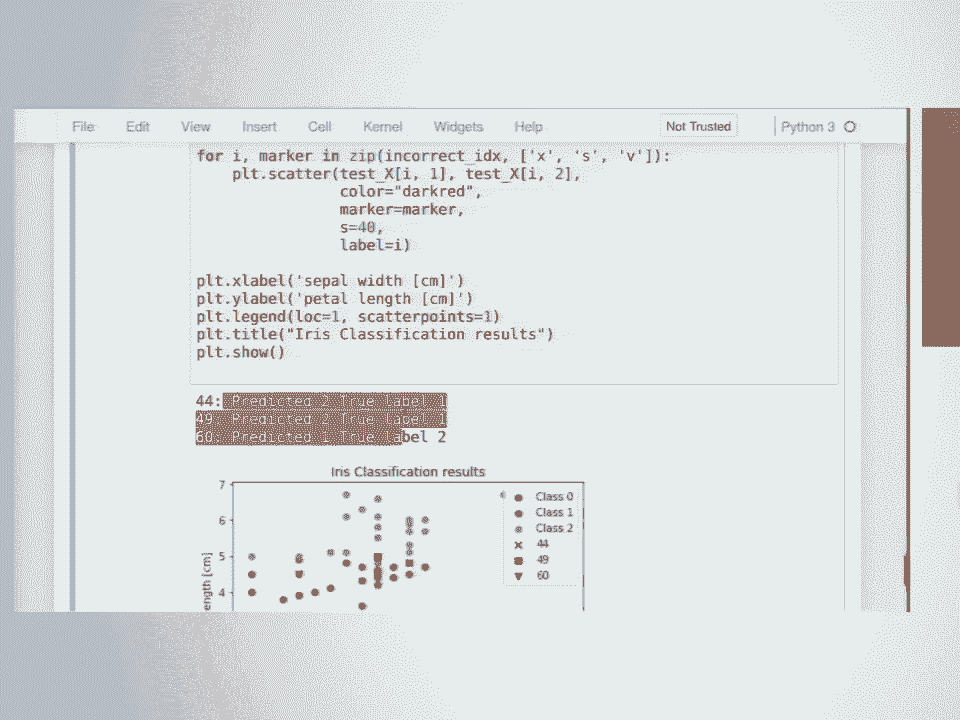 File Edit View Insert Cell Kernel Widgets Help Not Trusted Python 3
for i, marker in zip(incorrect_idx, ['x', 's', 'v']):
    plt.scatter(test_X[i, 1], test_X[i, 2],
                color="darkred",
                marker=marker,
                s=40,
                label=i)
plt.xlabel('sepal width [cm]')
plt.ylabel('petal length [cm]')
plt.legend(loc=1, scatterpoints=1)
plt.title("Iris Classification results")
plt.show()
44: Predicted 2 True label 1
49: Predicted 2 True label 1
60: Predicted 1 True label 2
Iris Classification results
7
6
5
4
ength [cm]
Class 0
Class 1
Class 2
44
49
60